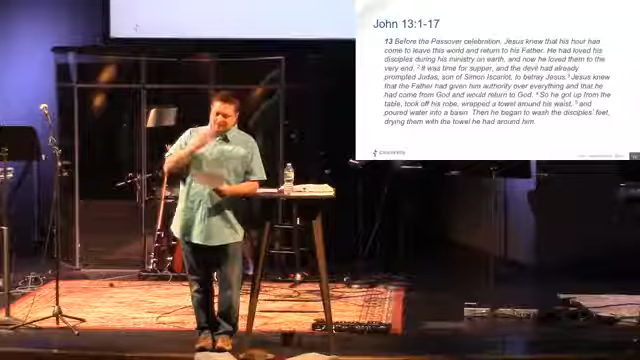 John 13:1-17
13 Before the Passover celebration, Jesus knew that his hour had
come to leave this world and return to his Father. He had loved his
disciples during his ministry on earth, and now he loved them to the
very end. 2 It was time for supper, and the devil had already
prompted Judas, son of Simon Iscariot, to betray Jesus. 3 Jesus knew
that the Father had given him authority over everything and that he
had come from God and would return to God. 4 So he got up from the
table, took off his robe, wrapped a towel around his waist, 5 and
poured water into a basin. Then he began to wash the disciples' feet,
drying them with the towel he had around him.